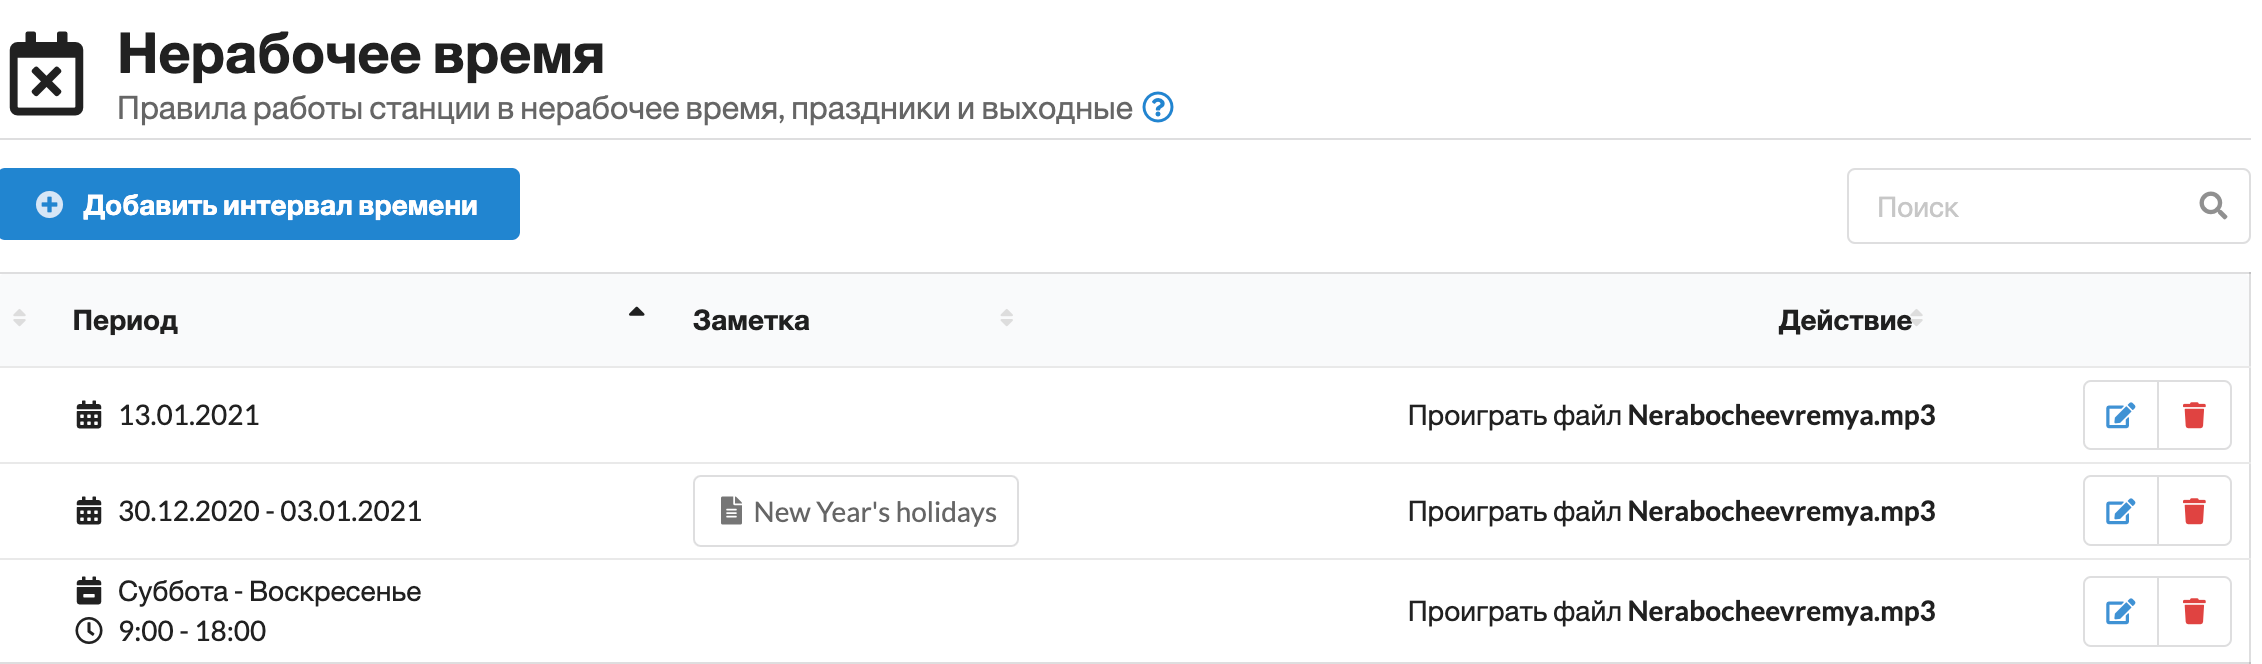 Нерабочее время
Правила работы станции в нерабочее время, праздники и выходные
Добавить интервал времени
Поиск
Период Заметка Действие
13.01.2021 Проиграть файл Nerabocheevremya.mp3
30.12.2020 - 03.01.2021 New Year's holidays Проиграть файл Nerabocheevremya.mp3
Суббота - Воскресенье
9:00 - 18:00 Проиграть файл Nerabocheevremya.mp3